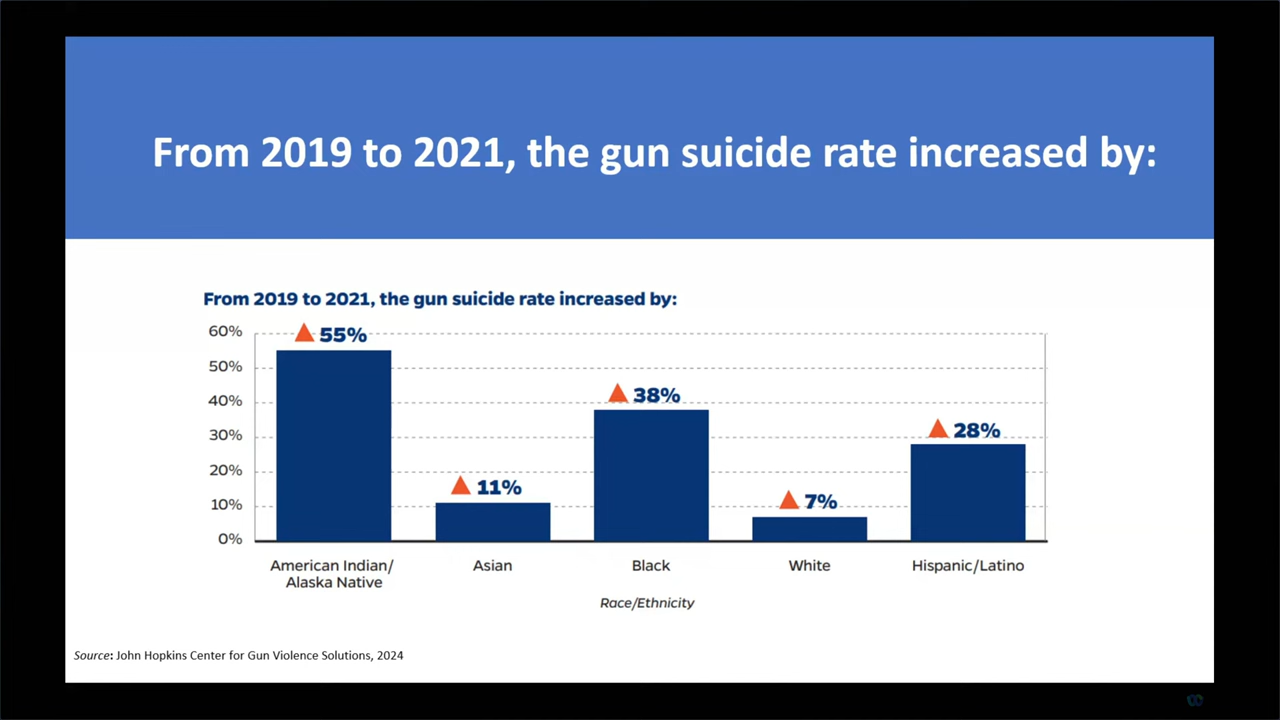 From 2019 to 2021, the gun suicide rate increased by:
From 2019 to 2021, the gun suicide rate increased by:
60%
50%
40%
30%
20%
10%
0%
55%
11%
38%
7%
28%
American Indian/
Alaska Native
Asian
Black
White
Hispanic/Latino
Race/Ethnicity
Source: John Hopkins Center for Gun Violence Solutions, 2024